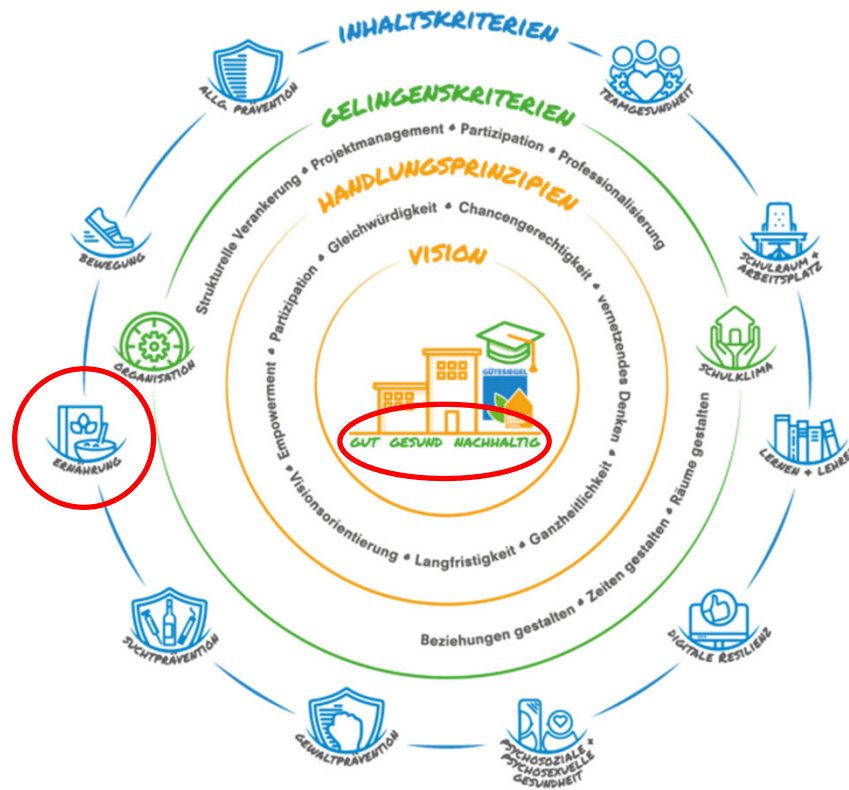 INHALTSKRITERIEN
ALLG. PRÄVENTION
TEAMGESUNDHEIT
GELINGENSKRITERIEN
Strukturelle Verankerung • Projektmanagement • Partizipation • Professionalisierung
HANDLUNGSPRINZIPIEN
Visionsorientierung • Empowerment • Partizipation • Gleichwürdigkeit • Chancengerechtigkeit • vernetzendes Denken •
Langfristigkeit • Ganzheitlichkeit •
VISION
BEWEGUNG
SCHULRAUM +
ARBEITSPLATZ
ORGANISATION
SCHULKLIMA
GÜTESIEGEL
GUT GESUND NACHHALTIG
ERNÄHRUNG
LERNEN + LEHREN
Beziehungen gestalten • Zeiten gestalten • Räume gestalten
SUCHTPRÄVENTION
DIGITALE RESILIENZ
GEWALTPRÄVENTION
PSYCHOSOZIALE +
PSYCHOSEXUELLE
GESUNDHEIT